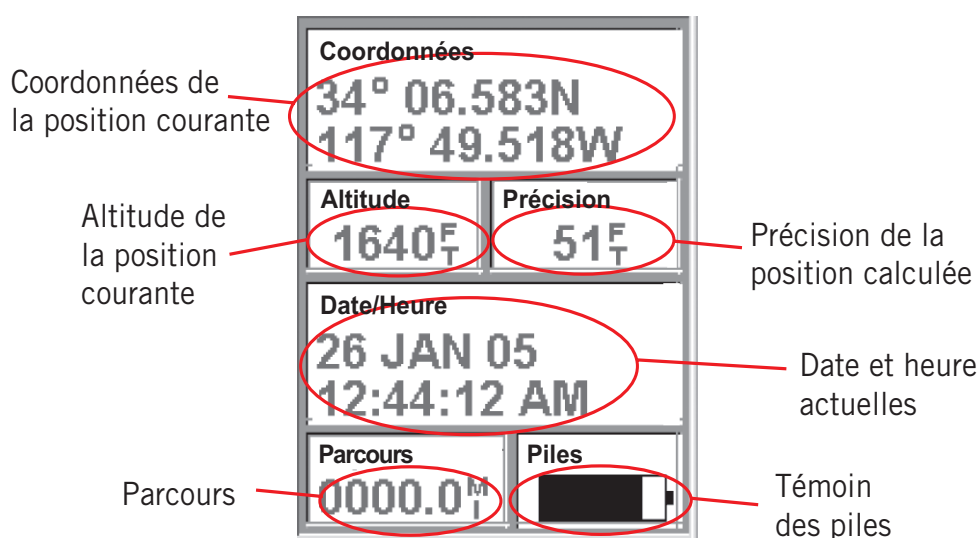 Coordonnées
34° 06.583N
117° 49.518W
Coordonnées de
la position courante
Altitude
1640FT
Précision
51FT
Altitude de
la position
courante
Précision de la
position calculée
Date/Heure
26 JAN 05
12:44:12 AM
Date et heure
actuelles
Parcours
0000.0MI
Piles
Parcours
Témoin
des piles